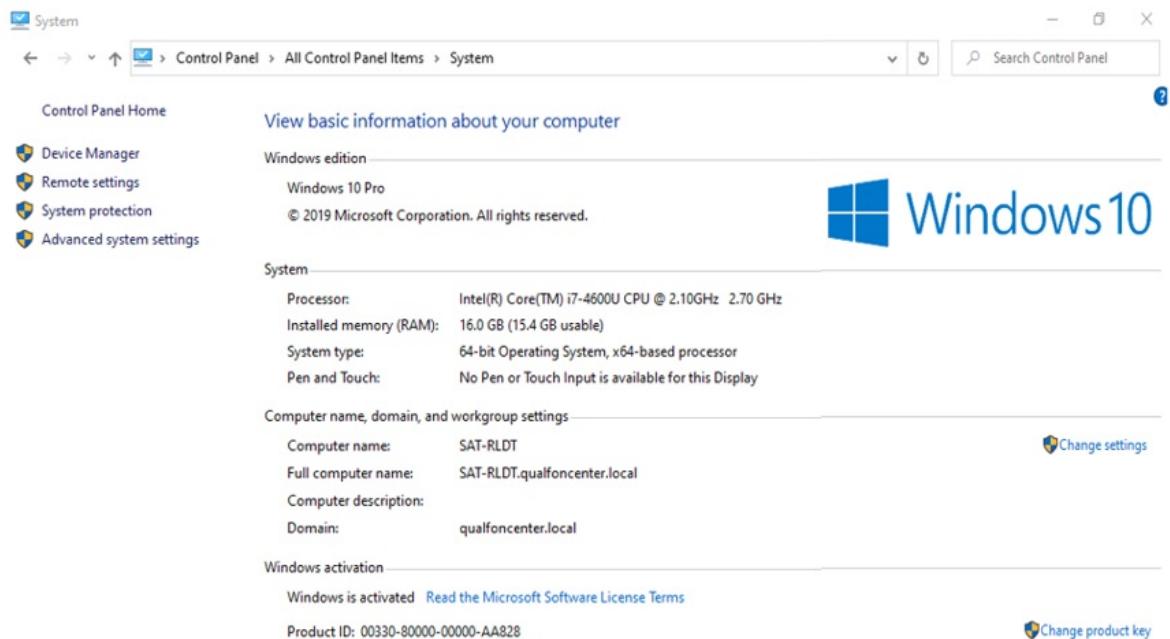 System
Control Panel > All Control Panel Items > System
Search Control Panel
Control Panel Home
Device Manager
Remote settings
System protection
Advanced system settings
View basic information about your computer
Windows edition
Windows 10 Pro
© 2019 Microsoft Corporation. All rights reserved.
Windows 10
System
Processor: Intel(R) Core(TM) i7-4600U CPU @ 2.10GHz 2.70 GHz
Installed memory (RAM): 16.0 GB (15.4 GB usable)
System type: 64-bit Operating System, x64-based processor
Pen and Touch: No Pen or Touch Input is available for this Display
Computer name, domain, and workgroup settings
Computer name: SAT-RLDT
Change settings
Full computer name: SAT-RLDT.qualfoncenter.local
Computer description:
Domain: qualfoncenter.local
Windows activation
Windows is activated Read the Microsoft Software License Terms
Product ID: 00330-80000-00000-AA828
Change product key